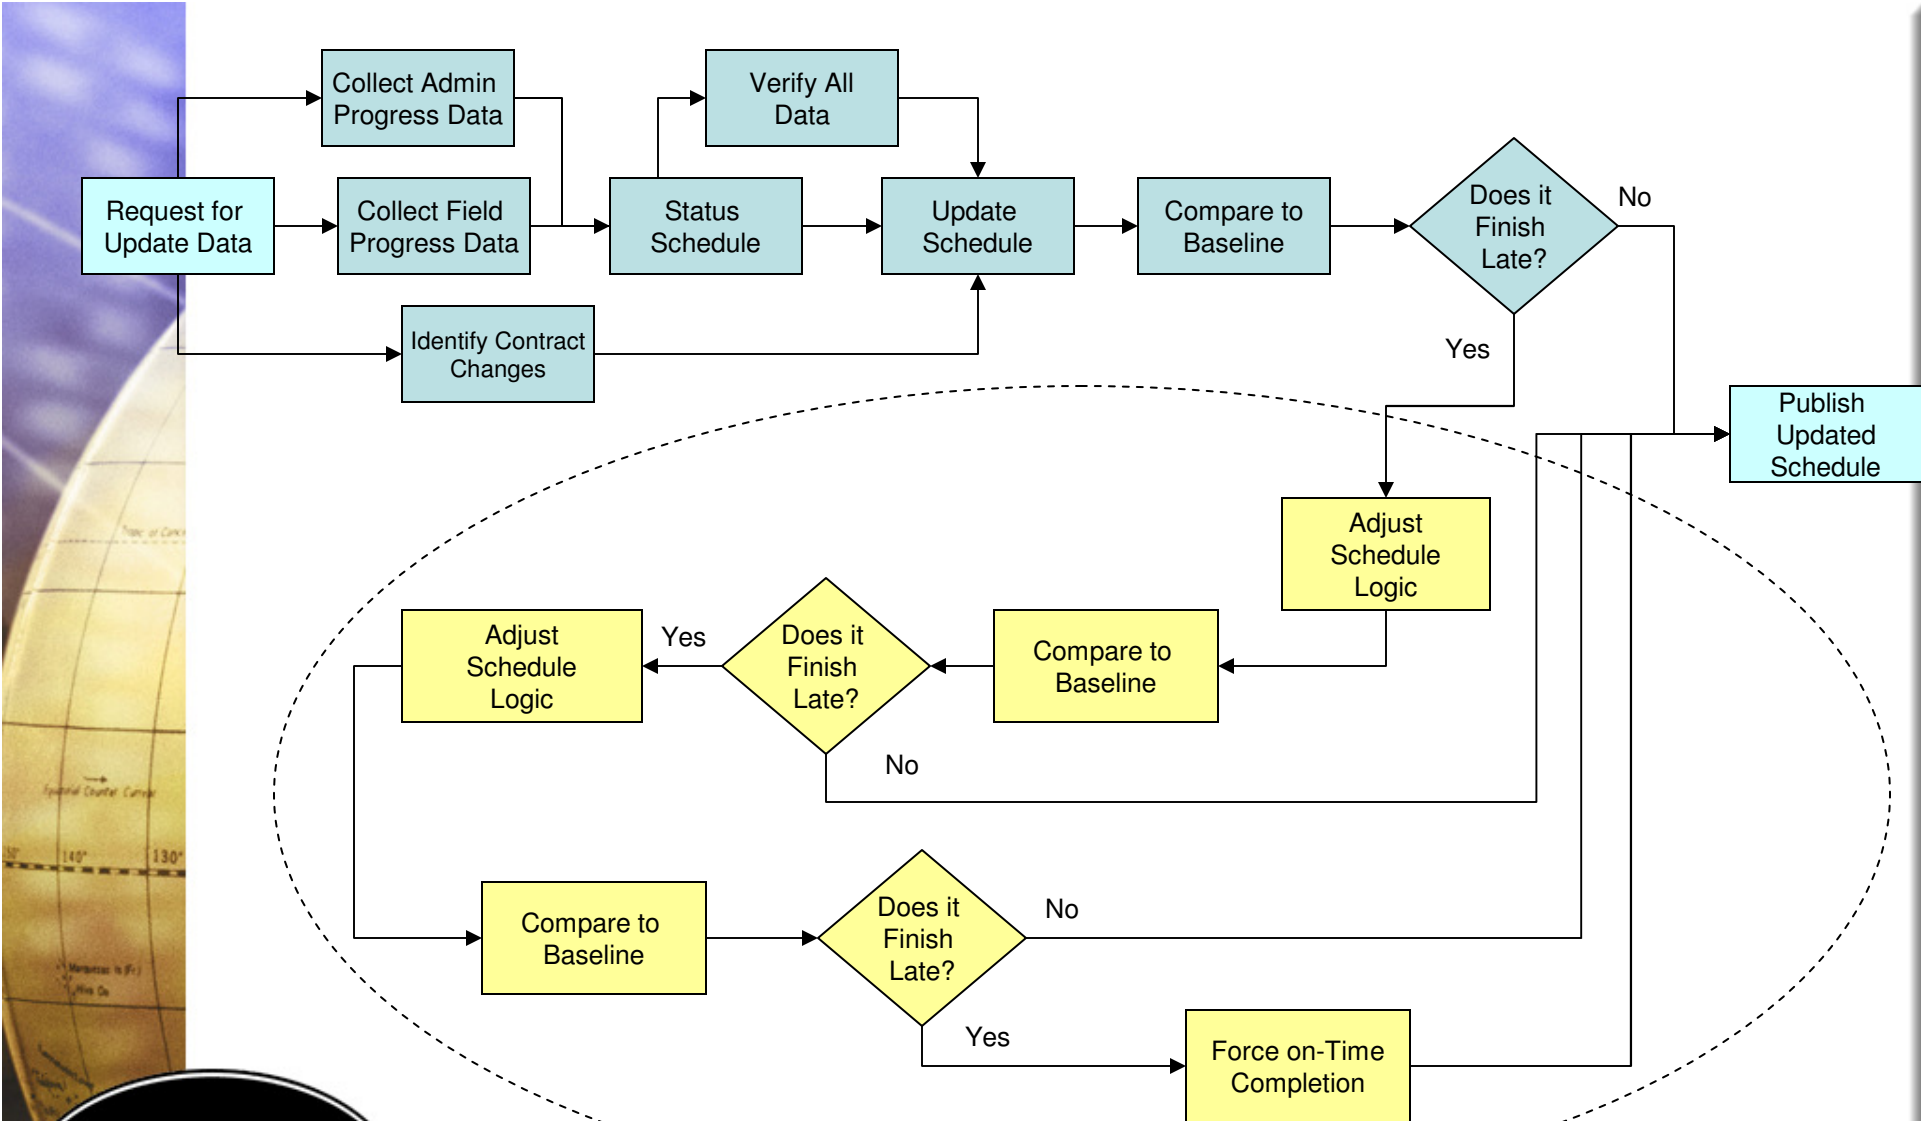 Collect Admin
Progress Data
Verify All
Data
Request for
Update Data
Collect Field
Progress Data
Status
Schedule
Update
Schedule
Compare to
Baseline
Does it
Finish
Late?
No
Identify Contract
Changes
Yes
Publish
Updated
Schedule
Adjust
Schedule
Logic
Compare to
Baseline
Does it
Finish
Late?
Yes
Adjust
Schedule
Logic
No
Compare to
Baseline
Does it
Finish
Late?
No
Yes
Force on-Time
Completion
140°
130°